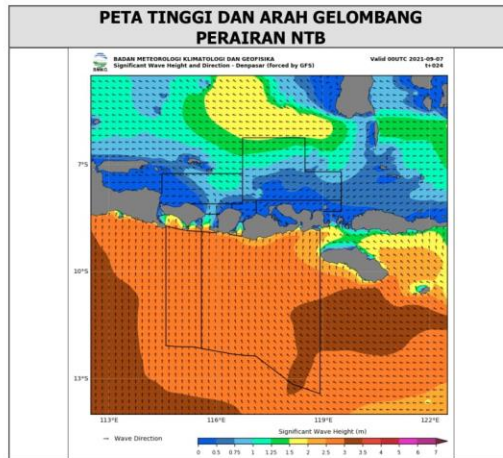 PETA TINGGI DAN ARAH GELOMBANG
PERAIRAN NTB
BMKG
BADAN METEOROLOGI KLIMATOLOGI DAN GEOFISIKA
Significant Wave Height and Direction - Denpasar (forced by GFS)
Valid 00UTC 2021-09-07
t+024
7°S
10°S
13°S
113°E
116°E
119°E
122°E
→ Wave Direction
Significant Wave Height (m)
0 0.5 0.75 1 1.25 1.5 2 2.5 3 3.5 4 5 6 7